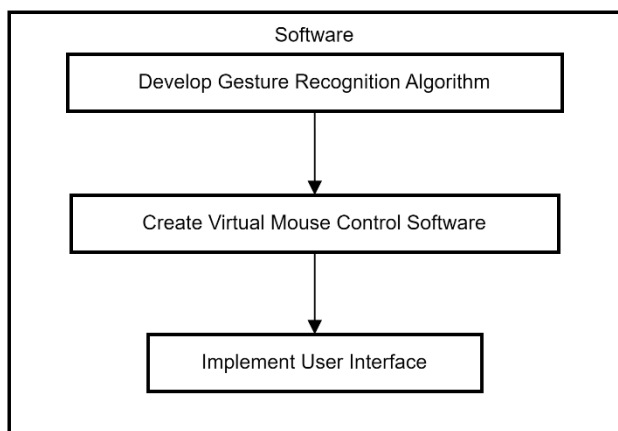 Software
Develop Gesture Recognition Algorithm
Create Virtual Mouse Control Software
Implement User Interface